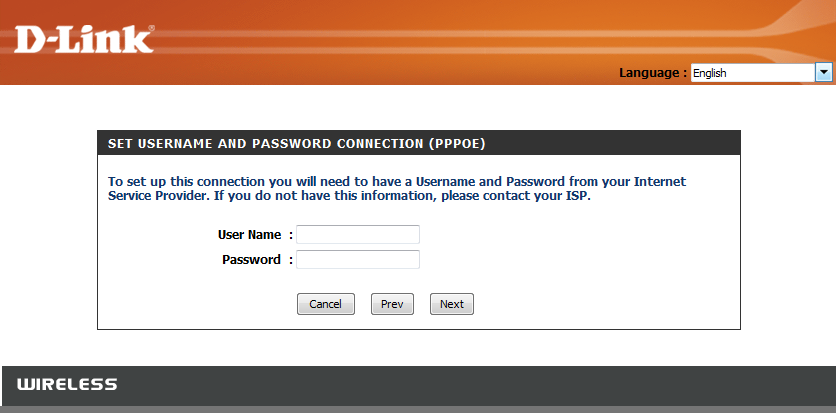 D-Link
Language : English
SET USERNAME AND PASSWORD CONNECTION (PPPOE)
To set up this connection you will need to have a Username and Password from your Internet
Service Provider. If you do not have this information, please contact your ISP.
User Name :
Password :
Cancel Prev Next
WIRELESS